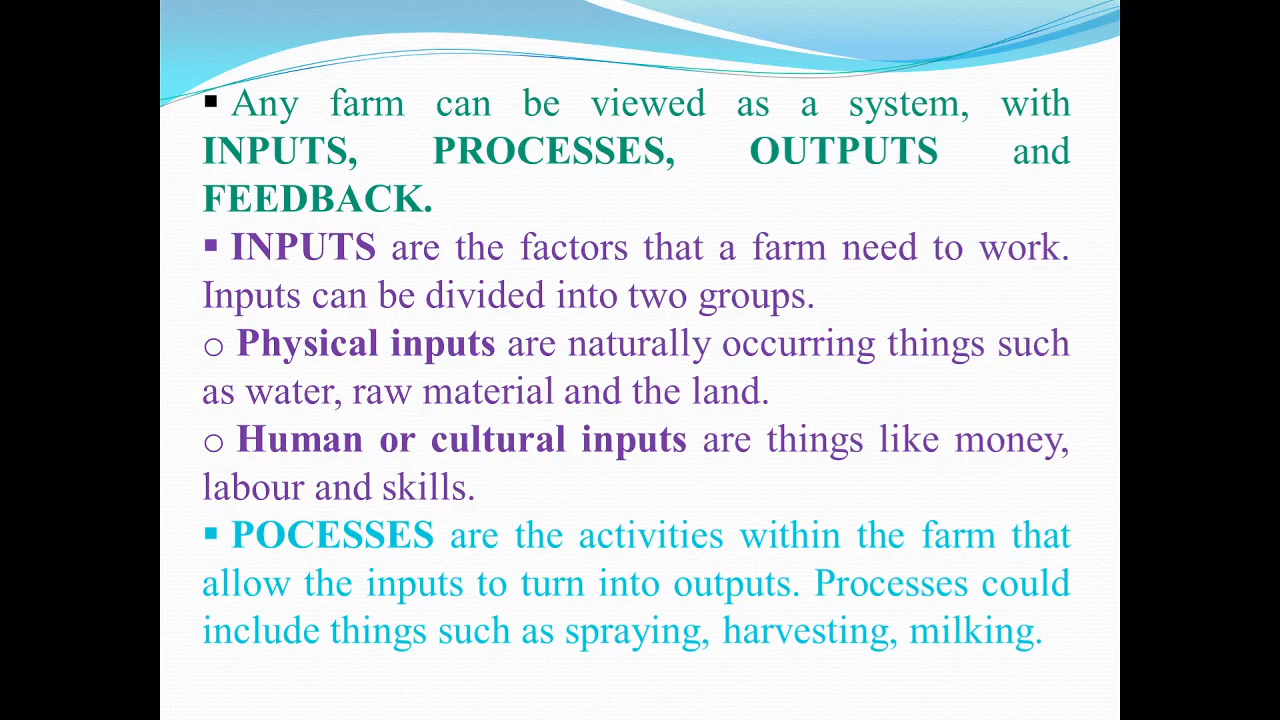 ▪ Any farm can be viewed as a system, with
INPUTS, PROCESSES, OUTPUTS and
FEEDBACK.
▪ INPUTS are the factors that a farm need to work.
Inputs can be divided into two groups.
o Physical inputs are naturally occurring things such
as water, raw material and the land.
o Human or cultural inputs are things like money,
labour and skills.
▪ POCESSES are the activities within the farm that
allow the inputs to turn into outputs. Processes could
include things such as spraying, harvesting, milking.